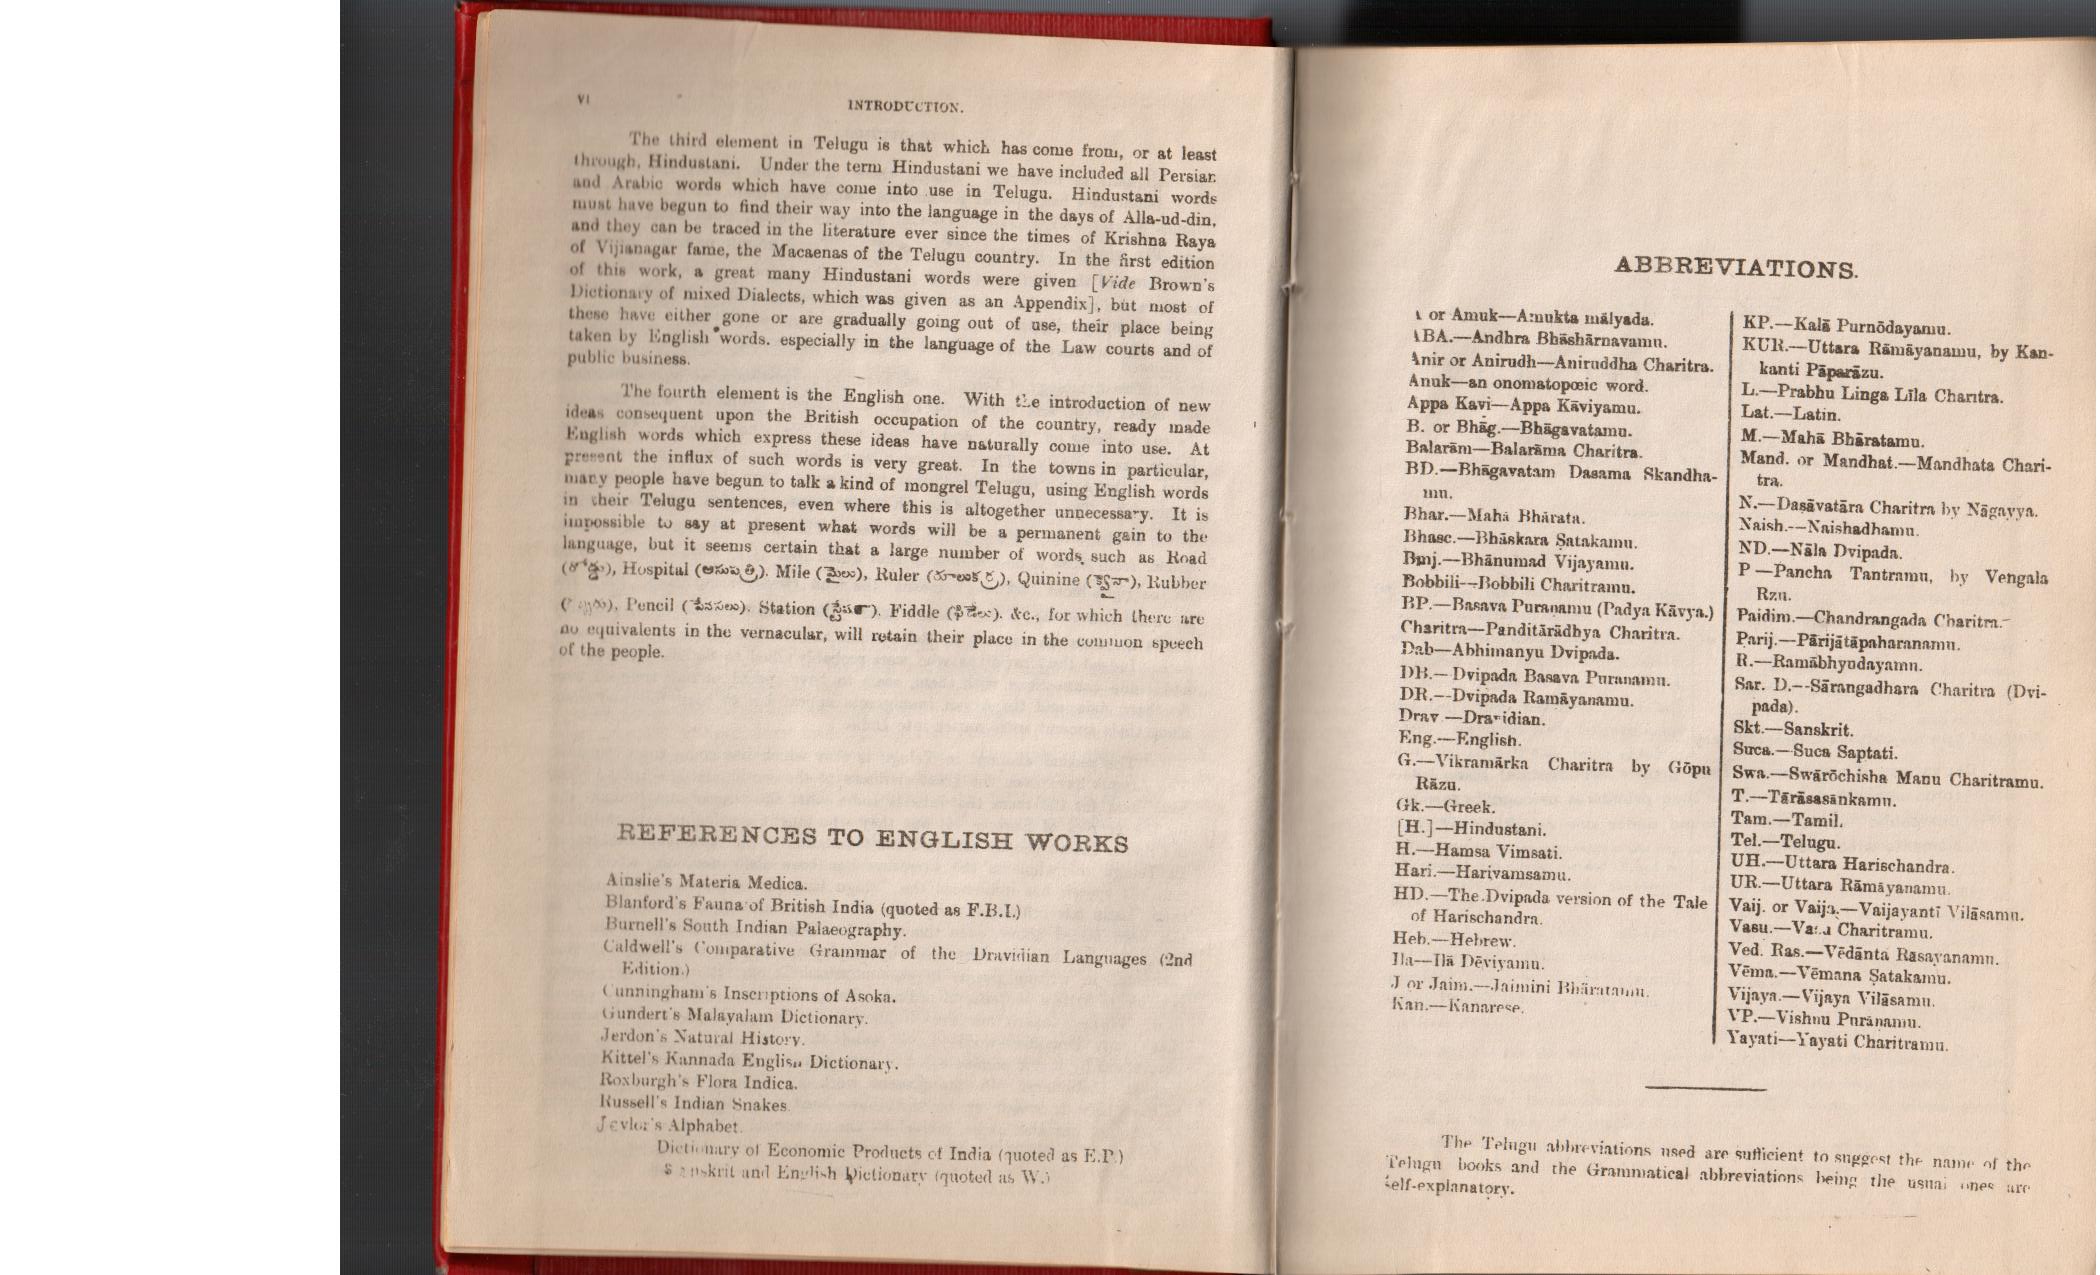 VI
INTRODUCTION.
The third element in Telugu is that which has come from, or at least
through, Hindustani. Under the term Hindustani we have included all Persian
and Arabic words which have come into use in Telugu. Hindustani words
must have begun to find their way into the language in the days of Alla-ud-din,
and they can be traced in the literature ever since the times of Krishna Raya
of Vijianagar fame, the Macaenas of the Telugu country. In the first edition
of this work, a great many Hindustani words were given [Vide Brown's
Dictionary of mixed Dialects, which was given as an Appendix], but most of
these have either gone or are gradually going out of use, their place being
taken by English words. especially in the language of the Law courts and of
public business.
The fourth element is the English one. With the introduction of new
ideas consequent upon the British occupation of the country, ready made
English words which express these ideas have naturally come into use. At
present the influx of such words is very great. In the towns in particular,
many people have begun to talk a kind of mongrel Telugu, using English words
in their Telugu sentences, even where this is altogether unnecessary. It is
impossible to say at present what words will be a permanent gain to the
language, but it seems certain that a large number of words such as Road
Hospital Mile Ruler Quinine Rubber
Pencil Station Fiddle &c., for which there are
no equivalents in the vernacular, will retain their place in the common speech
of the people.
REFERENCES TO ENGLISH WORKS
Ainslie's Materia Medica.
Blanford's Fauna of British India (quoted as F.B.I.)
Burnell's South Indian Palaeography.
Caldwell's Comparative Grammar of the Dravidian Languages (2nd
Edition.)
Cunningham's Inscriptions of Asoka.
Gundert's Malayalam Dictionary.
Jerdon's Natural History.
Kittel's Kannada English Dictionary.
Roxburgh's Flora Indica.
Russell's Indian Snakes
Alphabet.
Dictionary of Economic Products of India (quoted as E.P.)
Sanskrit and English Dictionary (quoted as W.)
ABBREVIATIONS.
A or Amuk—Amukta mālyada.
ABA.—Andhra Bhāshārnavamu.
Anir or Anirudh—Aniruddha Charitra.
Anuk—an onomatopœic word.
Appa Kavi—Appa Kāviyamu.
B. or Bhāg.—Bhāgavatamu.
Balarām—Balarāma Charitra.
BD.—Bhāgavatam Dasama Skandha-
mu.
Bhar.—Mahā Bhārata.
Bhasc.—Bhāskara Ṣatakamu.
Bmj.—Bhānumad Vijayamu.
Bobbili--Bobbili Charitramu.
BP.—Basava Puranamu (Padya Kāvya.)
Charitra—Panditārādhya Charitra.
Dab—Abhimanyu Dvipada.
DB.—Dvipada Basava Puranamu.
DR.--Dvipada Ramāyanamu.
Drav.—Dravidian.
Eng.—English.
G.—Vikramārka Charitra by Gōpu
Rāzu.
Gk.—Greek.
[H.]—Hindustani.
H.—Hamsa Vimsati.
Hari.—Harivamsamu.
HD.—The Dvipada version of the Tale
of Harischandra.
Heb.—Hebrew.
Ila—Ilā Dēviyamu.
J or Jaim.—Jaimini Bhāratamu.
Kan.—Kanarese.
KP.—Kalā Purnōdayamu.
KUR.—Uttara Rāmāyanamu, by Kan-
kanti Pāparāzu.
L.—Prabhu Linga Līla Charitra.
Lat.—Latin.
M.—Mahā Bhāratamu.
Mand. or Mandhat.—Mandhata Chari-
tra.
N.—Daṣāvatāra Charitra by Nāgayya.
Naish.--Naishadhamu.
ND.—Nāla Dvipada.
P —Pancha Tantramu, by Vengala
Rzu.
Paidim.—Chandrangada Charitra.
Parij.—Pārijātāpaharanamu.
R.—Ramābhyudayamu.
Sar. D.--Sārangadhara Charitra (Dvi-
pada).
Skt.—Sanskrit.
Suca.—Suca Saptati.
Swa.—Swārōchisha Manu Charitramu.
T.—Tārāsasānkamu.
Tam.—Tamil.
Tel.—Telugu.
UH.—Uttara Harischandra.
UR.—Uttara Rāmāyanamu.
Vaij. or Vaija.—Vaijayantī Vilāsamu.
Vasu.—Vasu Charitramu.
Ved. Ras.—Vēdānta Rasayanamu.
Vēma.—Vēmana Ṣatakamu.
Vijaya.—Vijaya Vilāsamu.
VP.—Vishnu Purānamu.
Yayati—Yayati Charitramu.
The Telugu abbreviations used are sufficient to suggest the name of the
Telugu books and the Grammatical abbreviations being the usual ones are
self-explanatory.